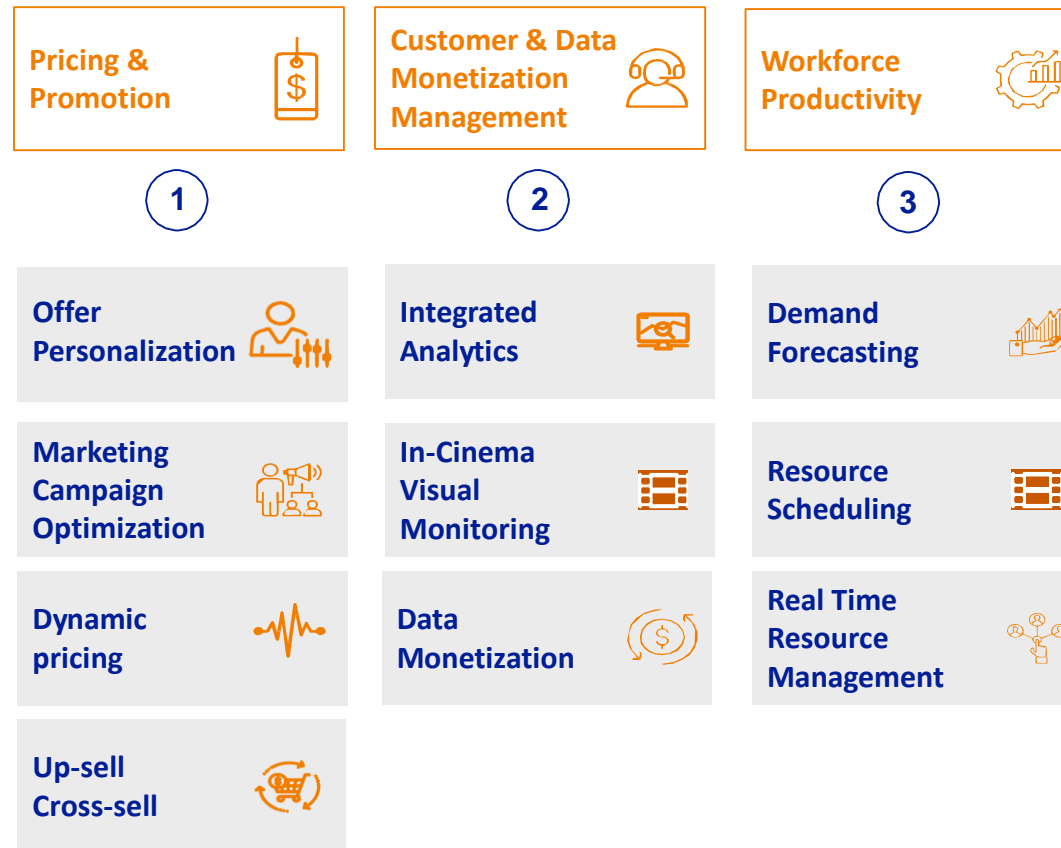 Pricing &
Promotion
$
Customer & Data
Monetization
Management
Workforce
Productivity
1
2
3
Offer
Personalization
Integrated
Analytics
Demand
Forecasting
Marketing
Campaign
Optimization
In-Cinema
Visual
Monitoring
Resource
Scheduling
Dynamic
pricing
Data
Monetization
$
Real Time
Resource
Management
Up-sell
Cross-sell
$